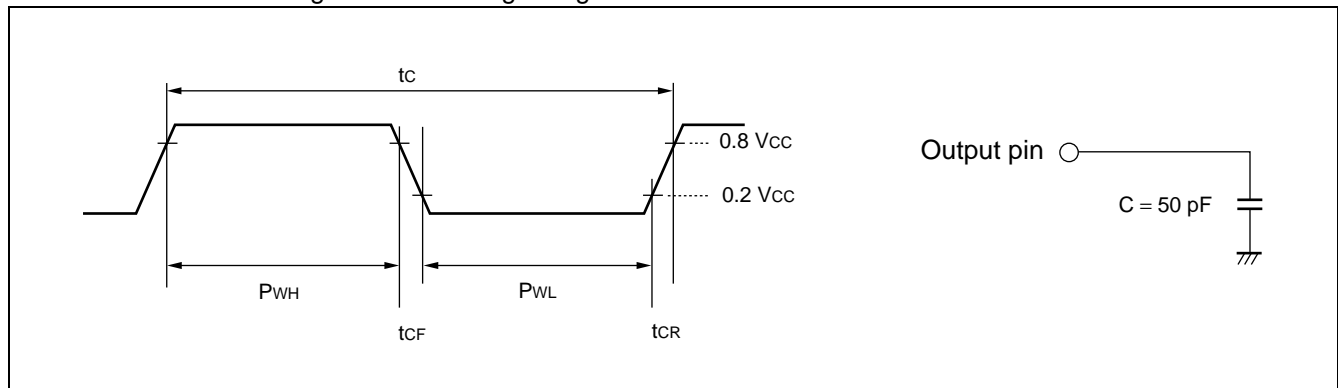 tC
0.8 VCC
0.2 VCC
PWH
PWL
tCF
tCR
Output pin
C = 50 pF